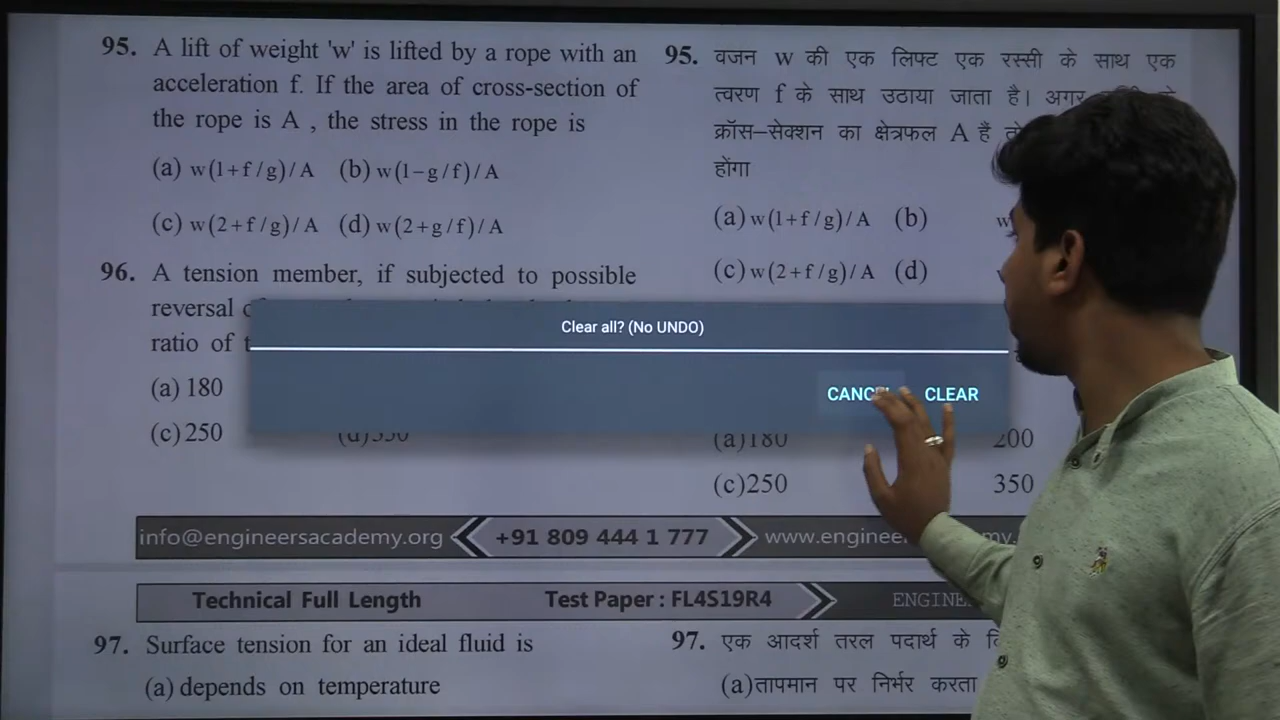 95. A lift of weight 'w' is lifted by a rope with an
acceleration f. If the area of cross-section of
the rope is A , the stress in the rope is
(a) w(1+f/g)/A (b) w(1-g/f)/A
(c) w(2+f/g)/A (d) w(2+g/f)/A
96. A tension member, if subjected to possible
reversal
ratio of
(a) 180
(c) 250 (d) 350
95. वजन w की एक लिफ्ट एक रस्सी के साथ एक
त्वरण f के साथ उठाया जाता है। अगर
क्रॉस–सेक्शन का क्षेत्रफल A हैं
होंगा
(a) w(1+f/g)/A (b)
(c) w(2+f/g)/A (d)
(a)180 200
(c)250 350
Clear all? (No UNDO)
CANCEL CLEAR
info@engineersacademy.org +91 809 444 1 777
Technical Full Length Test Paper : FL4S19R4
97. Surface tension for an ideal fluid is
(a) depends on temperature
97. एक आदर्श तरल पदार्थ के
(a)तापमान पर निर्भर करता